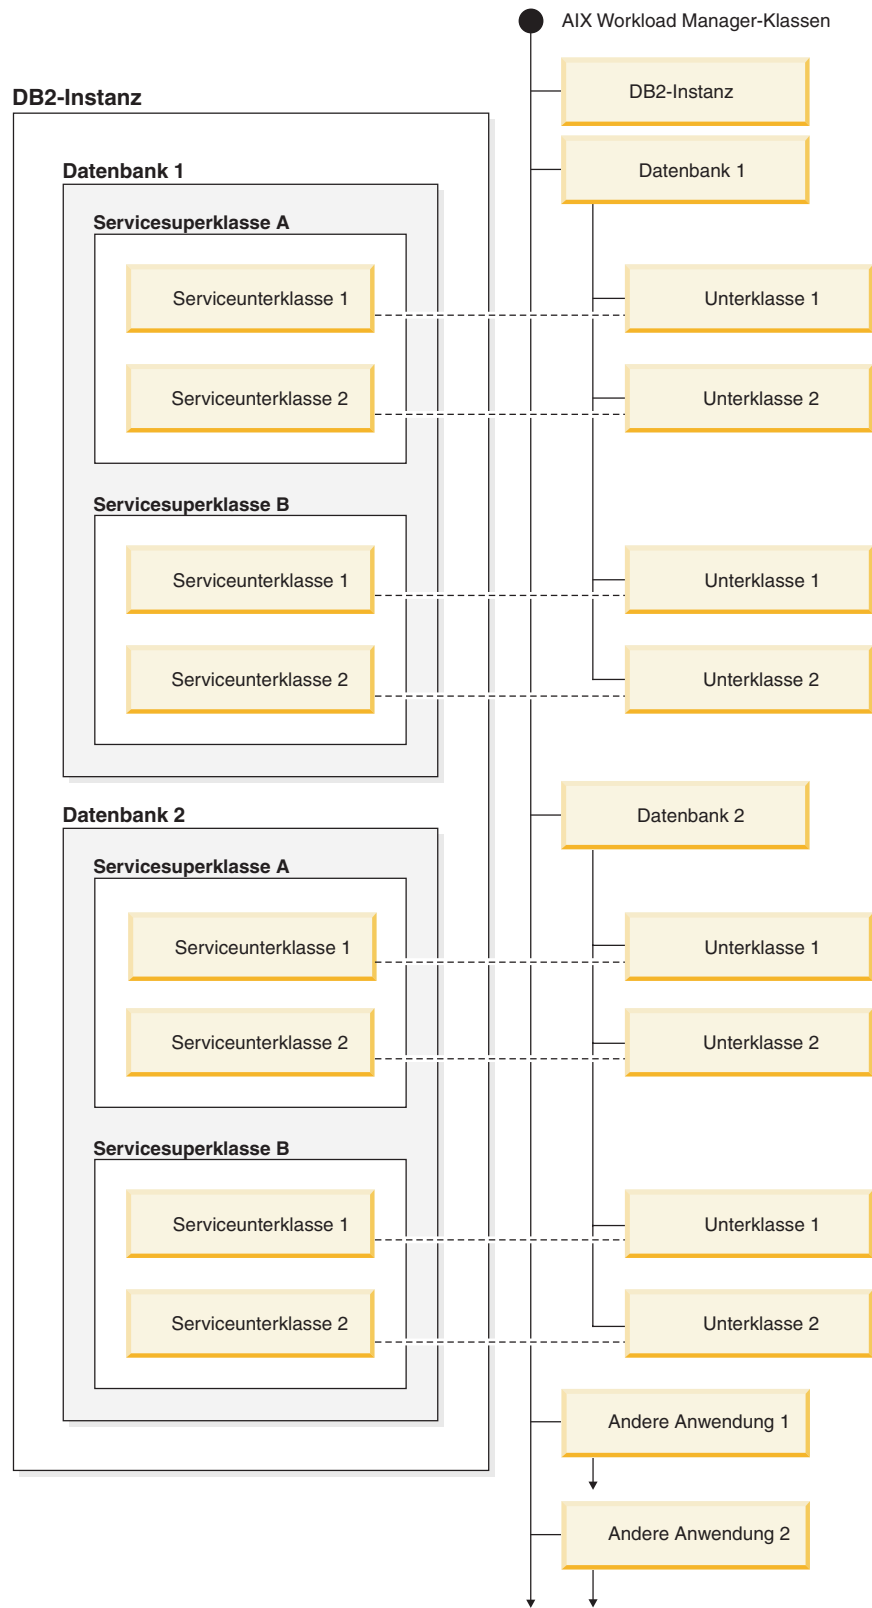 AIX Workload Manager-Klassen
DB2-Instanz
DB2-Instanz
Datenbank 1
Datenbank 1
Servicesuperklasse A
Serviceunterklasse 1
Unterklasse 1
Serviceunterklasse 2
Unterklasse 2
Servicesuperklasse B
Serviceunterklasse 1
Unterklasse 1
Serviceunterklasse 2
Unterklasse 2
Datenbank 2
Datenbank 2
Servicesuperklasse A
Serviceunterklasse 1
Unterklasse 1
Serviceunterklasse 2
Unterklasse 2
Servicesuperklasse B
Serviceunterklasse 1
Unterklasse 1
Serviceunterklasse 2
Unterklasse 2
Andere Anwendung 1
Andere Anwendung 2